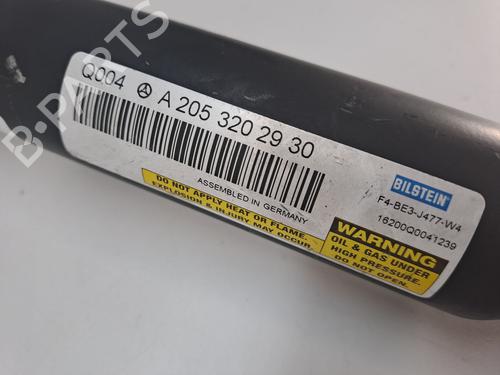 B-PARTS
Q004 A 205 320 29 30
ASSEMBLED IN GERMANY
DO NOT APPLY HEAT OR FLAME.
EXPLOSION & INJURY MAY OCCUR.
BILSTEIN
F4-BE3-J477-W4
16200Q0041239
WARNING
OIL & GAS UNDER
HIGH PRESSURE.
DO NOT OPEN.